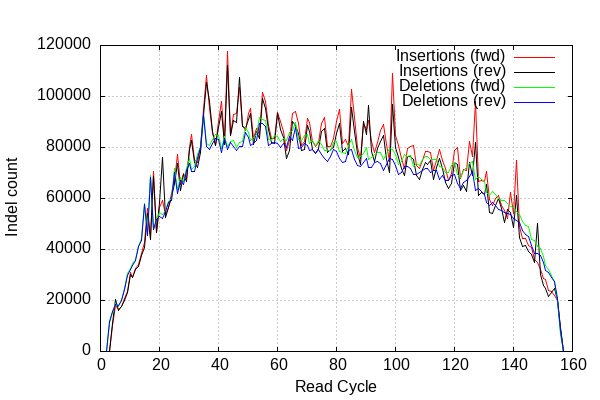 120000
100000
80000
60000
40000
20000
0
Indel count
Insertions (fwd)
Insertions (rev)
Deletions (fwd)
Deletions (rev)
0 20 40 60 80 100 120 140 160
Read Cycle